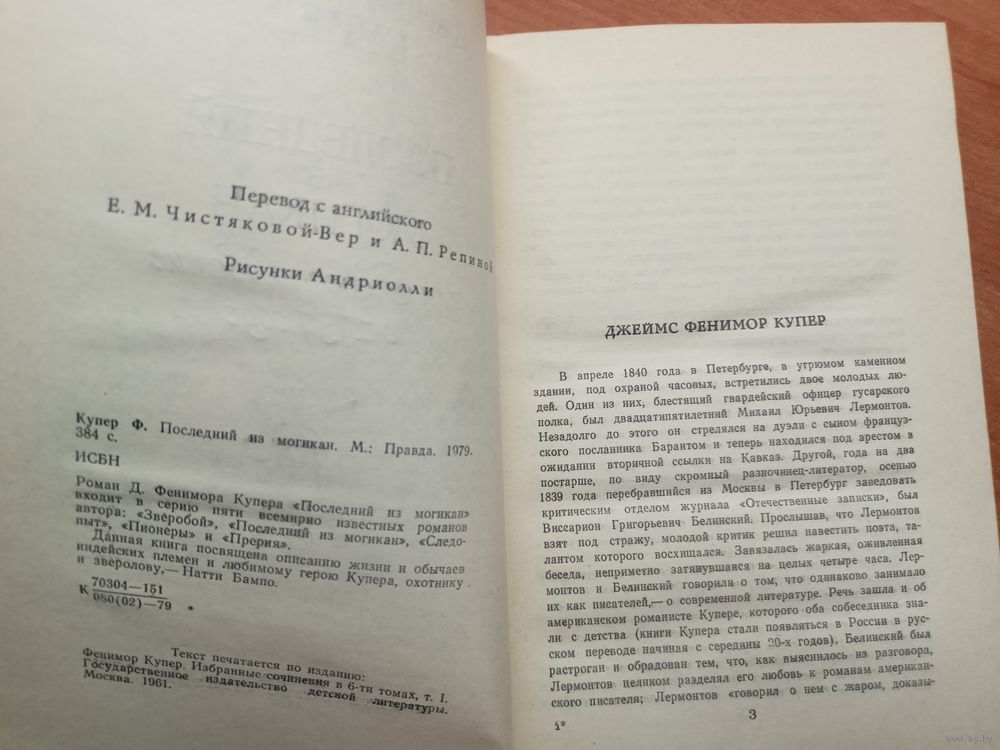 Перевод с английского
Е. М. Чистяковой-Вер и А. П. Репиной
Рисунки Андриолли
Купер Ф. Последний из могикан. М.: Правда. 1979.
384 с.
ИСБН
Роман Д. Фенимора Купера «Последний из могикан»
входит в серию пяти всемирно известных романов
автора: «Зверобой», «Последний из могикан», «Следо-
пыт», «Пионеры» и «Прерия».
Данная книга посвящена описанию жизни и обычаев
индейских племен и любимому герою Купера, охотнику
и зверолову,— Натти Бампо.
К 70304—151
080(02)—79
Текст печатается по изданию:
Фенимор Купер. Избранные сочинения в 6-ти томах, т. I.
Государственное издательство детской литературы.
Москва. 1961.
ДЖЕЙМС ФЕНИМОР КУПЕР
В апреле 1840 года в Петербурге, в угрюмом каменном
здании, под охраной часовых, встретились двое молодых лю-
дей. Один из них, блестящий гвардейский офицер гусарского
полка, был двадцатипятилетний Михаил Юрьевич Лермонтов.
Незадолго до этого он стрелялся на дуэли с сыном француз-
ского посланника Барантом и теперь находился под арестом в
ожидании вторичной ссылки на Кавказ. Другой, года на два
постарше, по виду скромный разночинец-литератор, осенью
1839 года перебравшийся из Москвы в Петербург заведовать
критическим отделом журнала «Отечественные записки», был
Виссарион Григорьевич Белинский. Прослышав, что Лермонтов
взят под стражу, молодой критик решил навестить поэта, та-
лантом которого восхищался. Завязалась жаркая, оживленная
беседа, неприметно затянувшаяся на целых четыре часа. Лер-
монтов и Белинский говорили о том, что одинаково занимало
их как писателей,— о современной литературе. Речь зашла и об
американском романисте Купере, которого оба собеседника зна-
ли с детства (книги Купера стали появляться в России в рус-
ском переводе начиная с середины 20-х годов). Белинский был
растроган и обрадован тем, что, как выяснилось из разговора,
Лермонтов целиком разделял его любовь к романам американ-
ского писателя; Лермонтов «говорил о нем с жаром, доказы-
1*
3
www.ay.by